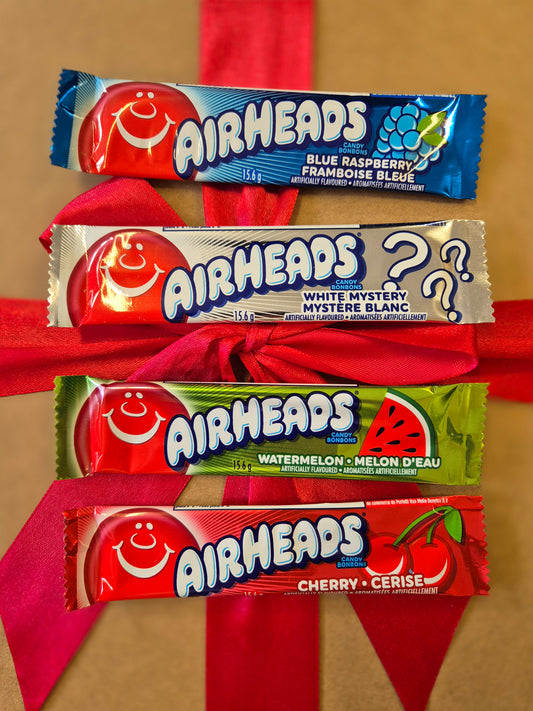 AIRHEADS
CANDY
BONBONS
BLUE RASPBERRY
FRAMBOISE BLEUE
15.6 g
ARTIFICIALLY FLAVOURED • AROMATISÉES ARTIFICIELLEMENT
AIRHEADS
CANDY
BONBONS
? ? ?
WHITE MYSTERY
MYSTÈRE BLANC
15.6 g
ARTIFICIALLY FLAVOURED • AROMATISÉES ARTIFICIELLEMENT
AIRHEADS
CANDY
BONBONS
WATERMELON • MELON D'EAU
15.6 g
ARTIFICIALLY FLAVOURED • AROMATISÉES ARTIFICIELLEMENT
AIRHEADS
CANDY
BONBONS
CHERRY • CERISE
15.6 g
ARTIFICIALLY FLAVOURED • AROMATISÉES ARTIFICIELLEMENT